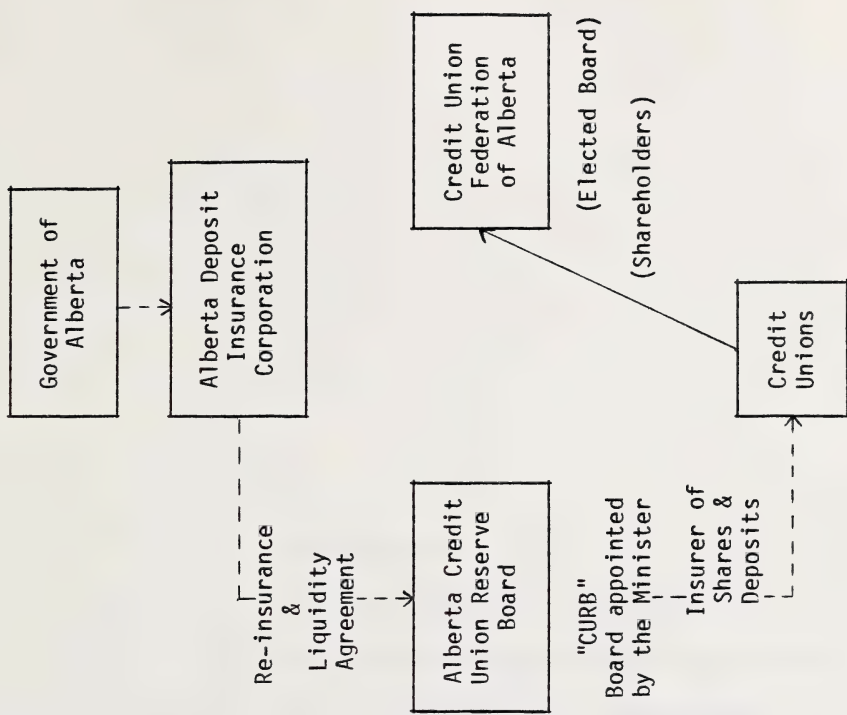 Government of
Alberta
Alberta Deposit
Insurance
Corporation
Re-insurance
&
Liquidity
Agreement
Alberta Credit
Union Reserve
Board
"CURB"
Board appointed
by the Minister
Insurer of
Shares &
Deposits
Credit
Unions
Credit Union
Federation
of Alberta
(Elected Board)
(Shareholders)